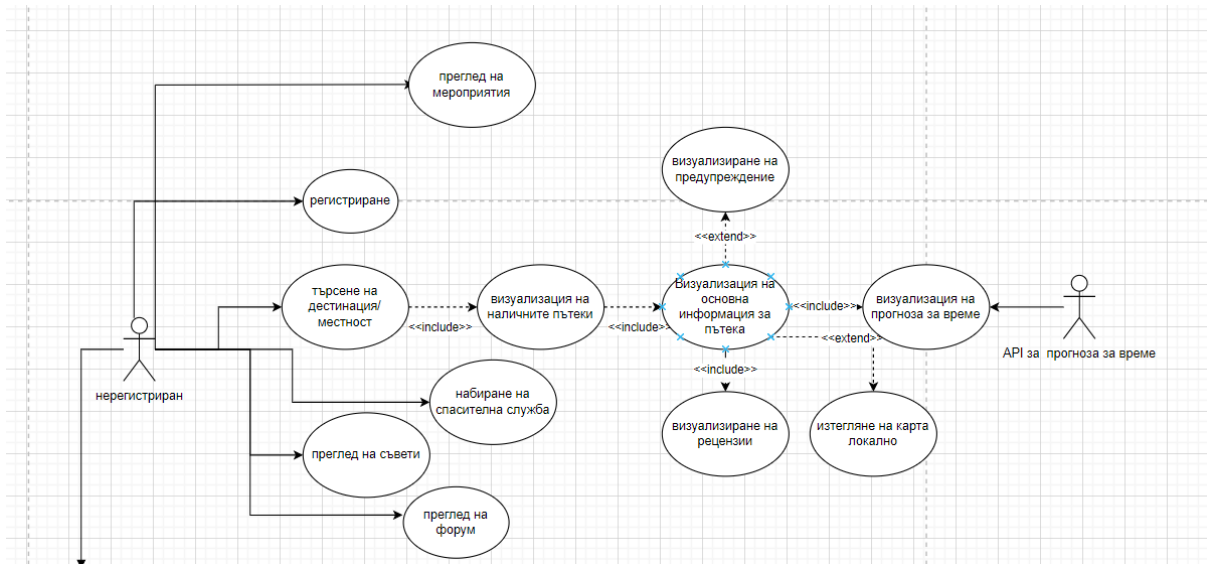 преглед на
мероприятия
визуализиране на
предупреждение
регистриране
<<extend>>
търсене на
дестинация/
местност
<<include>>
визуализация на
наличните пътеки
<<include>>
Визуализация на
основна
информация за
пътека
<<include>>
визуализация на
прогноза за време
API за прогноза за време
<<extend>>
<<include>>
нерегистриран
набиране на
спасителна служба
визуализиране на
рецензии
изтегляне на карта
локално
преглед на съвети
преглед на
форум